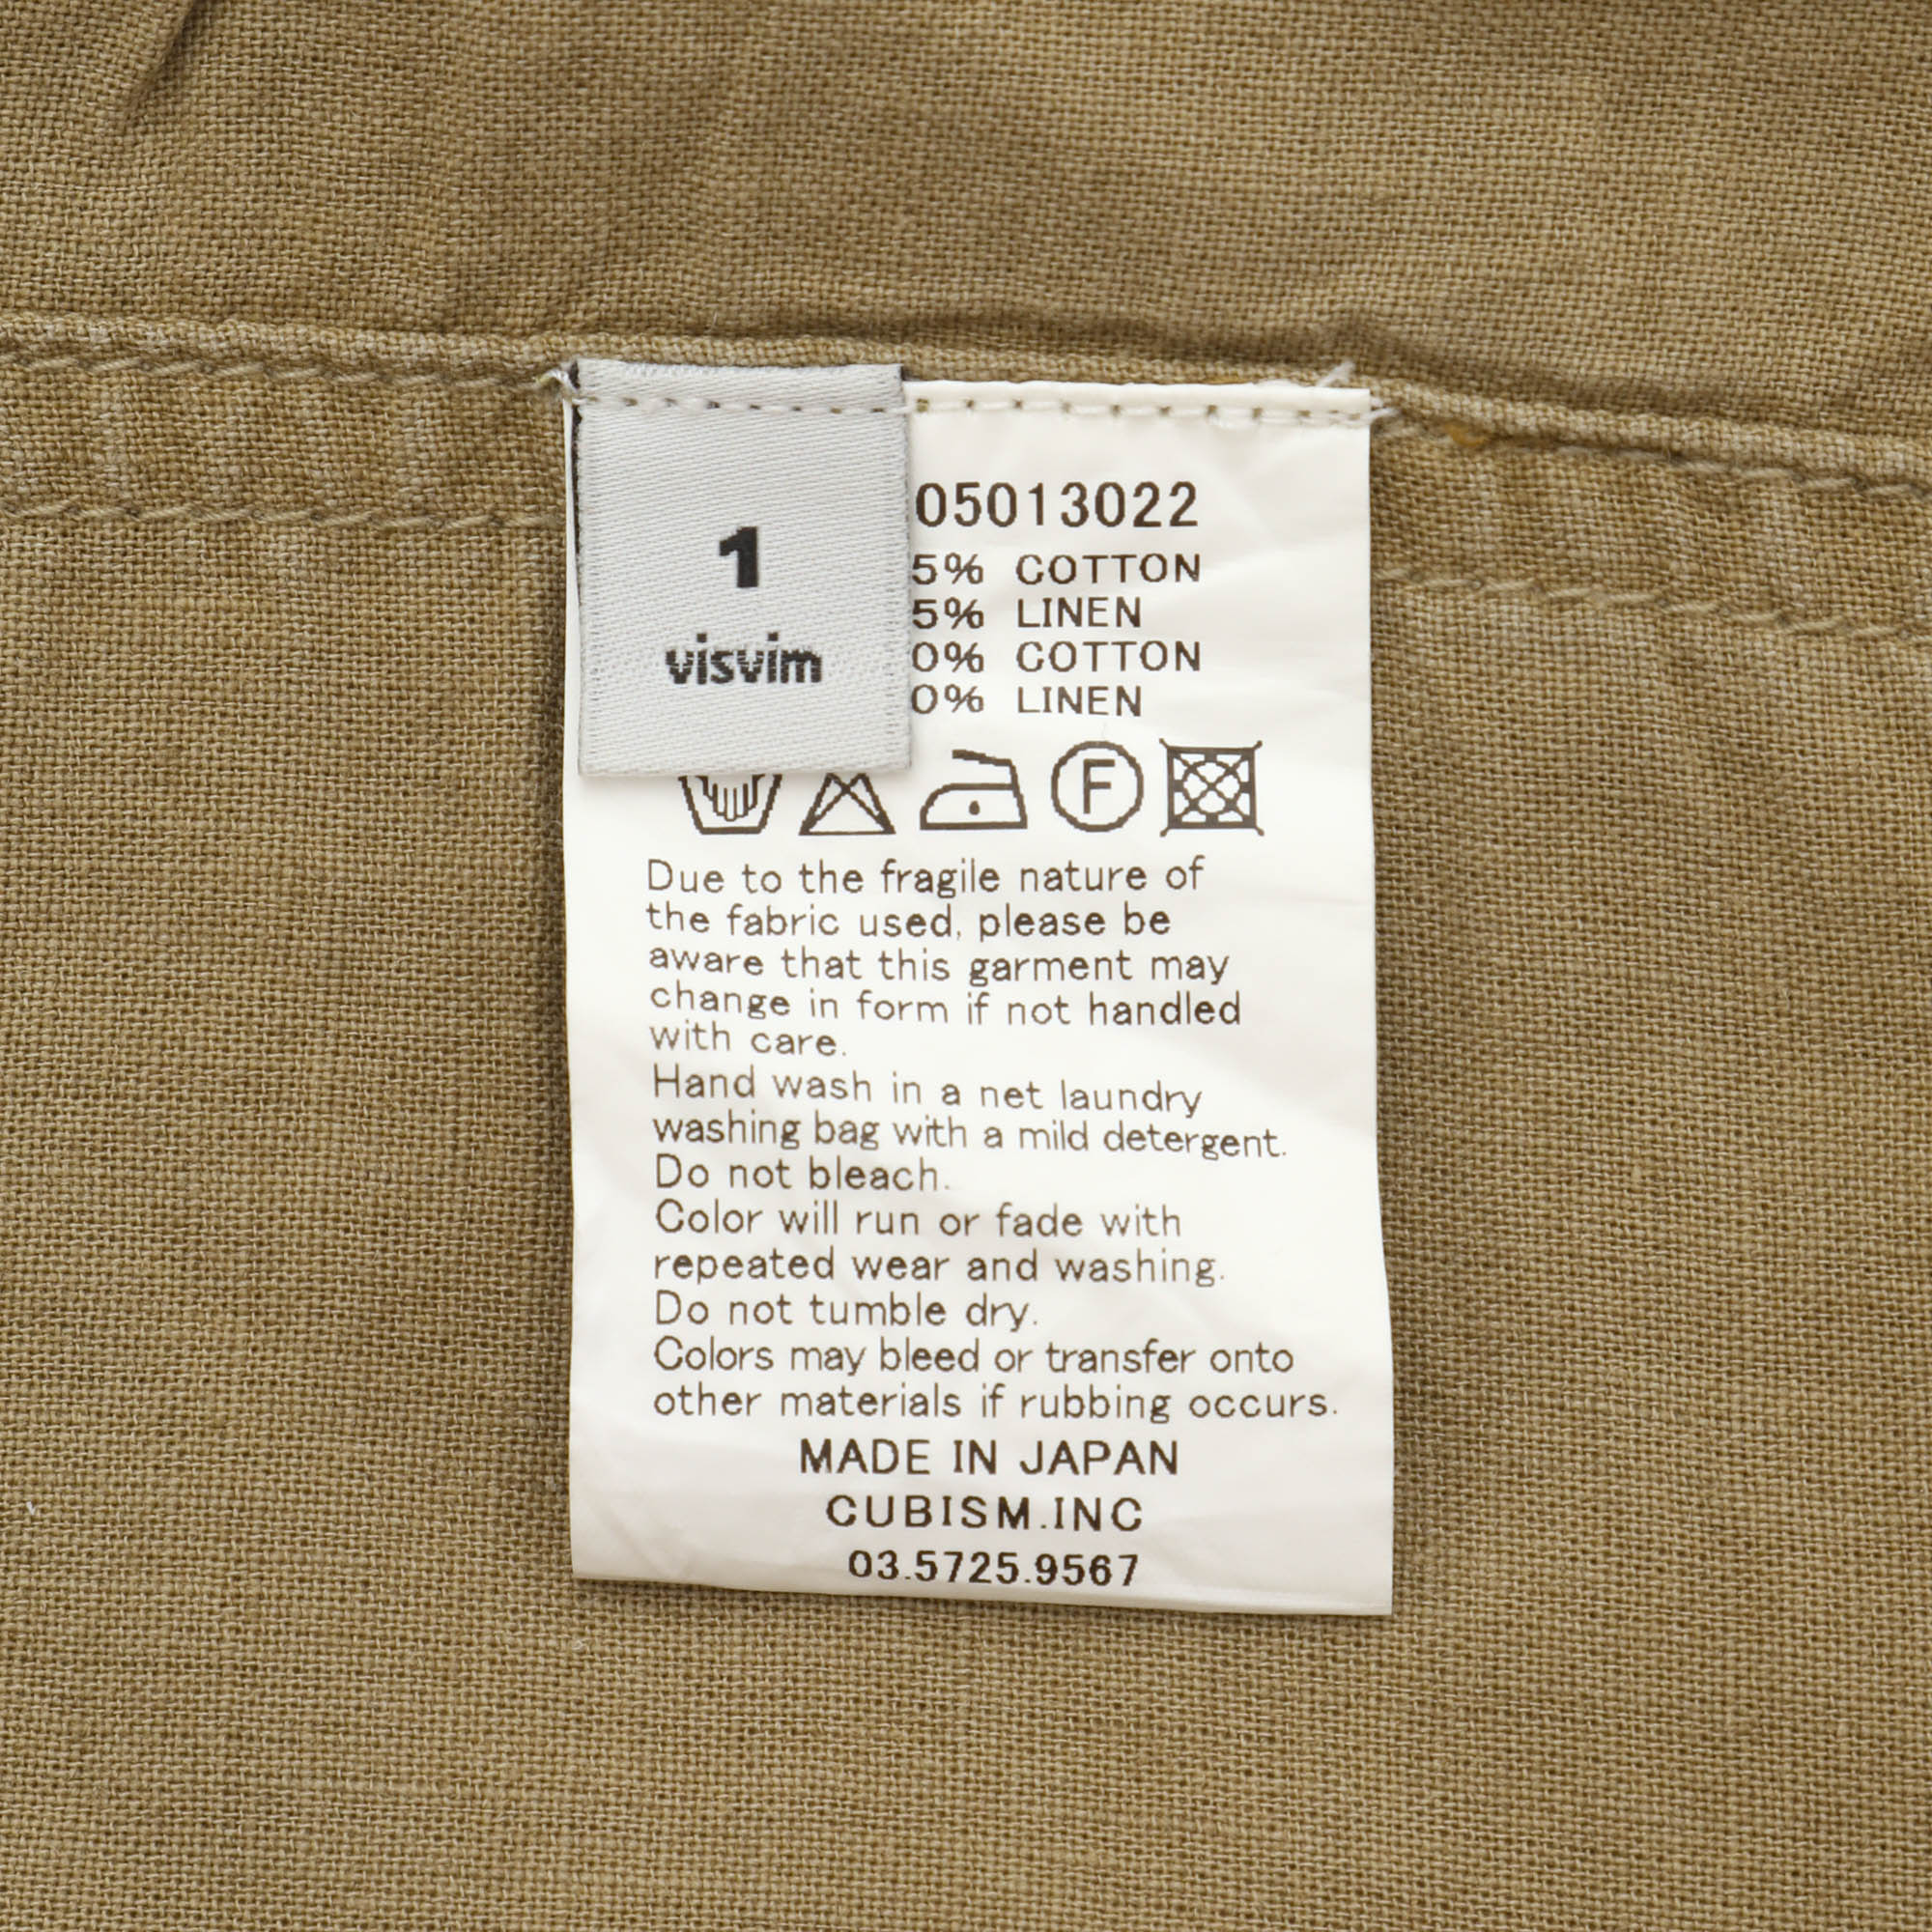 1
visvim
05013022
5% COTTON
5% LINEN
0% COTTON
0% LINEN
F
Due to the fragile nature of
the fabric used, please be
aware that this garment may
change in form if not handled
with care.
Hand wash in a net laundry
washing bag with a mild detergent.
Do not bleach.
Color will run or fade with
repeated wear and washing.
Do not tumble dry.
Colors may bleed or transfer onto
other materials if rubbing occurs.
MADE IN JAPAN
CUBISM.INC
03.5725.9567